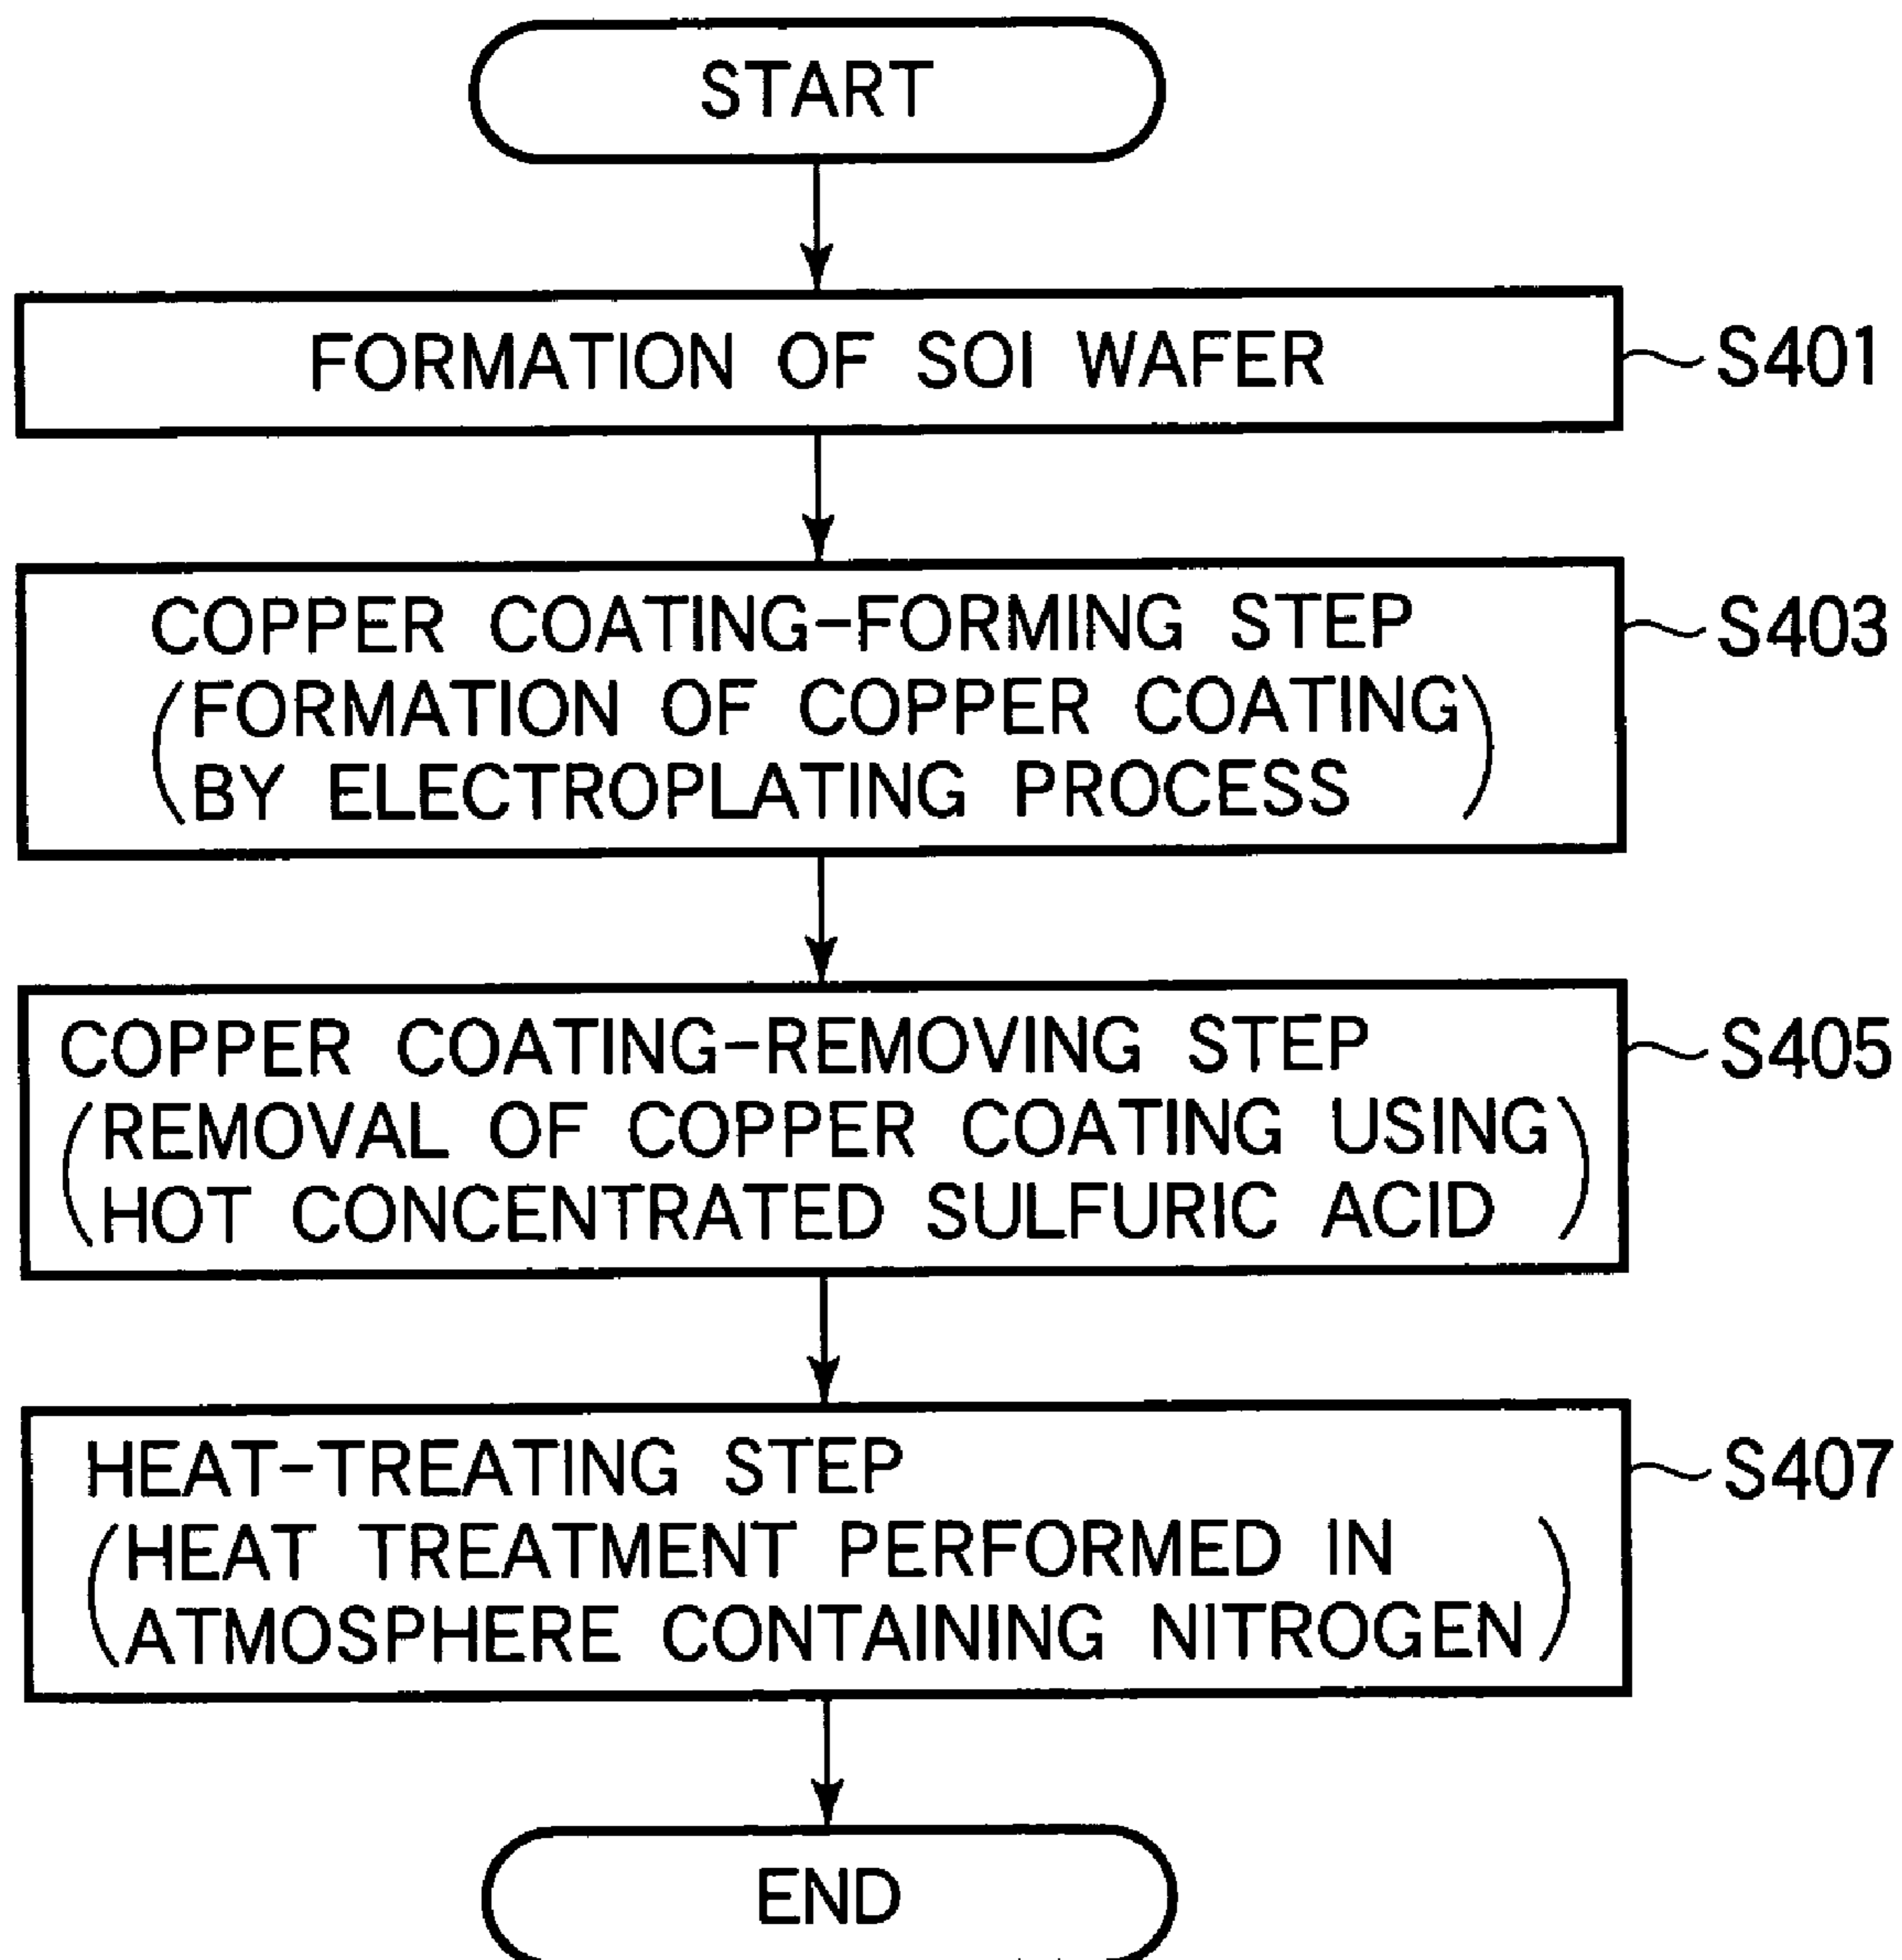 START
FORMATION OF SOI WAFER
S401
COPPER COATING-FORMING STEP
S403
(FORMATION OF COPPER COATING
BY ELECTROPLATING PROCESS)
COPPER COATING-REMOVING STEP
S405
(REMOVAL OF COPPER COATING USING
HOT CONCENTRATED SULFURIC ACID)
HEAT-TREATING STEP
S407
(HEAT TREATMENT PERFORMED IN
ATMOSPHERE CONTAINING NITROGEN)
END